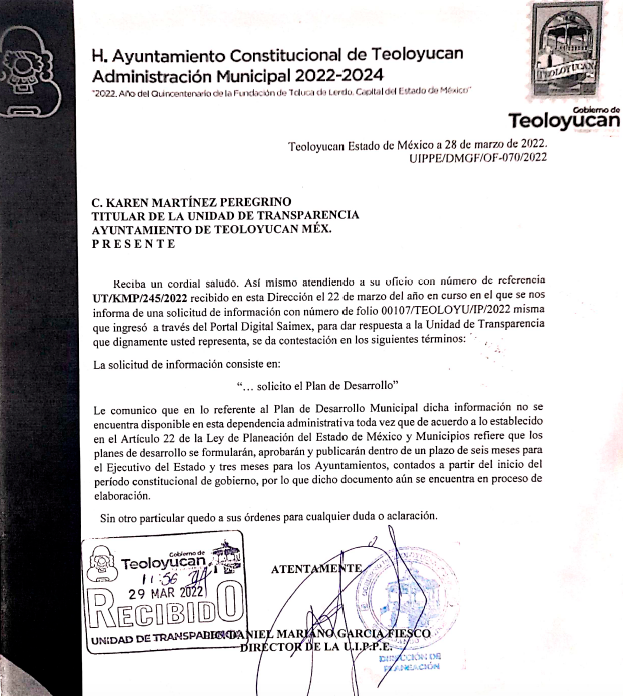 H. Ayuntamiento Constitucional de Teoloyucan
Administración Municipal 2022-2024
"2022. Año del Quincentenario de la Fundación de Toluca de Lerdo, Capital del Estado de México"
TEOLOYUCAN
Gobierno de
Teoloyucan
Teoloyucan Estado de México a 28 de marzo de 2022.
UIPPE/DMGF/OF-070/2022
C. KAREN MARTÍNEZ PEREGRINO
TITULAR DE LA UNIDAD DE TRANSPARENCIA
AYUNTAMIENTO DE TEOLOYUCAN MÉX.
P R E S E N T E
Reciba un cordial saludo. Así mismo atendiendo a su oficio con número de referencia
UT/KMP/245/2022 recibido en esta Dirección el 22 de marzo del año en curso en el que se nos
informa de una solicitud de información con número de folio 00107/TEOLOYU/IP/2022 misma
que ingresó a través del Portal Digital Saimex, para dar respuesta a la Unidad de Transparencia
que dignamente usted representa, se da contestación en los siguientes términos:
La solicitud de información consiste en:
“… solicito el Plan de Desarrollo”
Le comunico que en lo referente al Plan de Desarrollo Municipal dicha información no se
encuentra disponible en esta dependencia administrativa toda vez que de acuerdo a lo establecido
en el Artículo 22 de la Ley de Planeación del Estado de México y Municipios refiere que los
planes de desarrollo se formularán, aprobarán y publicarán dentro de un plazo de seis meses para
el Ejecutivo del Estado y tres meses para los Ayuntamientos, contados a partir del inicio del
período constitucional de gobierno, por lo que dicho documento aún se encuentra en proceso de
elaboración.
Sin otro particular quedo a sus órdenes para cualquier duda o aclaración.
Gobierno de
Teoloyucan
11:56
29 MAR 2022
RECIBIDO
UNIDAD DE TRANSPARENCIA
ATENTAMENTE
DANIEL MARIANO GARCÍA FIESCO
DIRECTOR DE LA U.I.P.P.E.
DIRECCIÓN DE
PLANEACIÓN